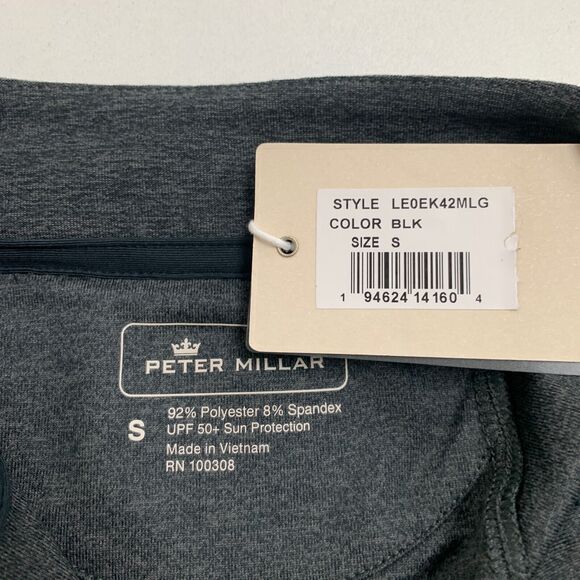 STYLE LE0EK42MLG
COLOR BLK
SIZE S
1 94624 14160 4
PETER MILLAR
S
92% Polyester 8% Spandex
UPF 50+ Sun Protection
Made in Vietnam
RN 100308